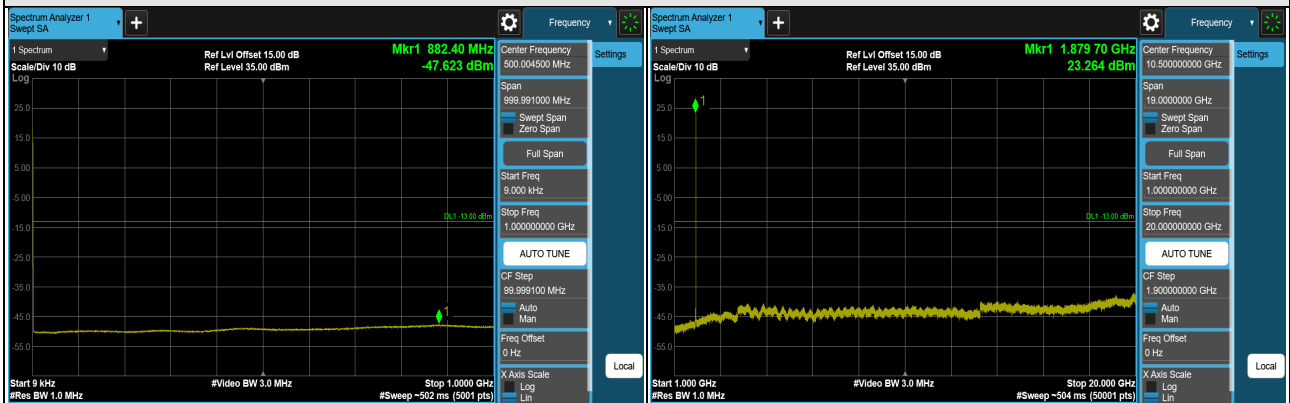 Spectrum Analyzer 1
Swept SA
+
Frequency
1 Spectrum
Scale/Div 10 dB
Log
Ref Lvl Offset 15.00 dB
Ref Level 35.00 dBm
Mkr1 882.40 MHz
-47.623 dBm
25.0
15.0
5.00
-5.00
-15.0
-25.0
-35.0
-45.0
-55.0
1
DL1 -13.00 dBm
Start 9 kHz
#Res BW 1.0 MHz
#Video BW 3.0 MHz
Stop 1.0000 GHz
#Sweep ~502 ms (5001 pts)
Center Frequency
500.004500 MHz
Settings
Span
999.991000 MHz
Swept Span
Zero Span
Full Span
Start Freq
9.000 kHz
Stop Freq
1.000000000 GHz
AUTO TUNE
CF Step
99.999100 MHz
Auto
Man
Freq Offset
0 Hz
X Axis Scale
Log
Lin
Local
Spectrum Analyzer 1
Swept SA
+
Frequency
1 Spectrum
Scale/Div 10 dB
Log
Ref Lvl Offset 15.00 dB
Ref Level 35.00 dBm
Mkr1 1.879 70 GHz
23.264 dBm
25.0
15.0
5.00
-5.00
-15.0
-25.0
-35.0
-45.0
-55.0
1
DL1 -13.00 dBm
Start 1.000 GHz
#Res BW 1.0 MHz
#Video BW 3.0 MHz
Stop 20.000 GHz
#Sweep ~504 ms (50001 pts)
Center Frequency
10.500000000 GHz
Settings
Span
19.0000000 GHz
Swept Span
Zero Span
Full Span
Start Freq
1.000000000 GHz
Stop Freq
20.000000000 GHz
AUTO TUNE
CF Step
1.900000000 GHz
Auto
Man
Freq Offset
0 Hz
X Axis Scale
Log
Lin
Local